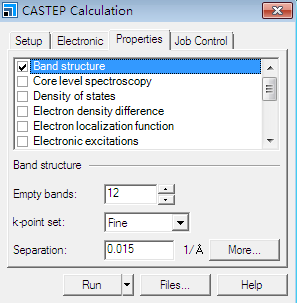 CASTEP Calculation
Setup Electronic Properties Job Control
Band structure
Core level spectroscopy
Density of states
Electron density difference
Electron localization function
Electronic excitations
Band structure
Empty bands: 12
k-point set: Fine
Separation: 0.015 1/Å More...
Run Files... Help